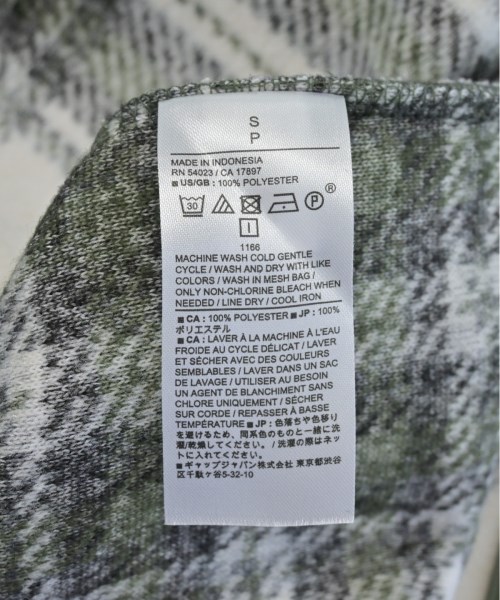 S
P
MADE IN INDONESIA
RN 54023 / CA 17897
■ US/GB : 100% POLYESTER
30
P
®
1166
MACHINE WASH COLD GENTLE
CYCLE / WASH AND DRY WITH LIKE
COLORS / WASH IN MESH BAG /
ONLY NON-CHLORINE BLEACH WHEN
NEEDED / LINE DRY / COOL IRON
■ CA : 100% POLYESTER ■ JP : 100%
ポリエステル
■ CA : LAVER À LA MACHINE À L'EAU
FROIDE AU CYCLE DÉLICAT / LAVER
ET SÉCHER AVEC DES COULEURS
SEMBLABLES / LAVER DANS UN SAC
DE LAVAGE / UTILISER AU BESOIN
UN AGENT DE BLANCHIMENT SANS
CHLORE UNIQUEMENT / SÉCHER
SUR CORDE / REPASSER À BASSE
TEMPÉRATURE ■ JP : 色落ちや色移り
を避けるため、同系色のものと一緒に洗
濯/乾燥してください。/ 洗濯の際はネッ
トに入れてください。
■ ギャップジャパン株式会社 東京都渋谷
区千駄ヶ谷5-32-10